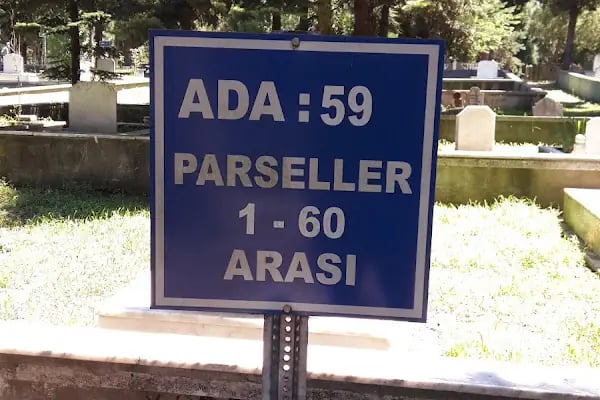 ADA : 59
PARSELLER
1 - 60
ARASI